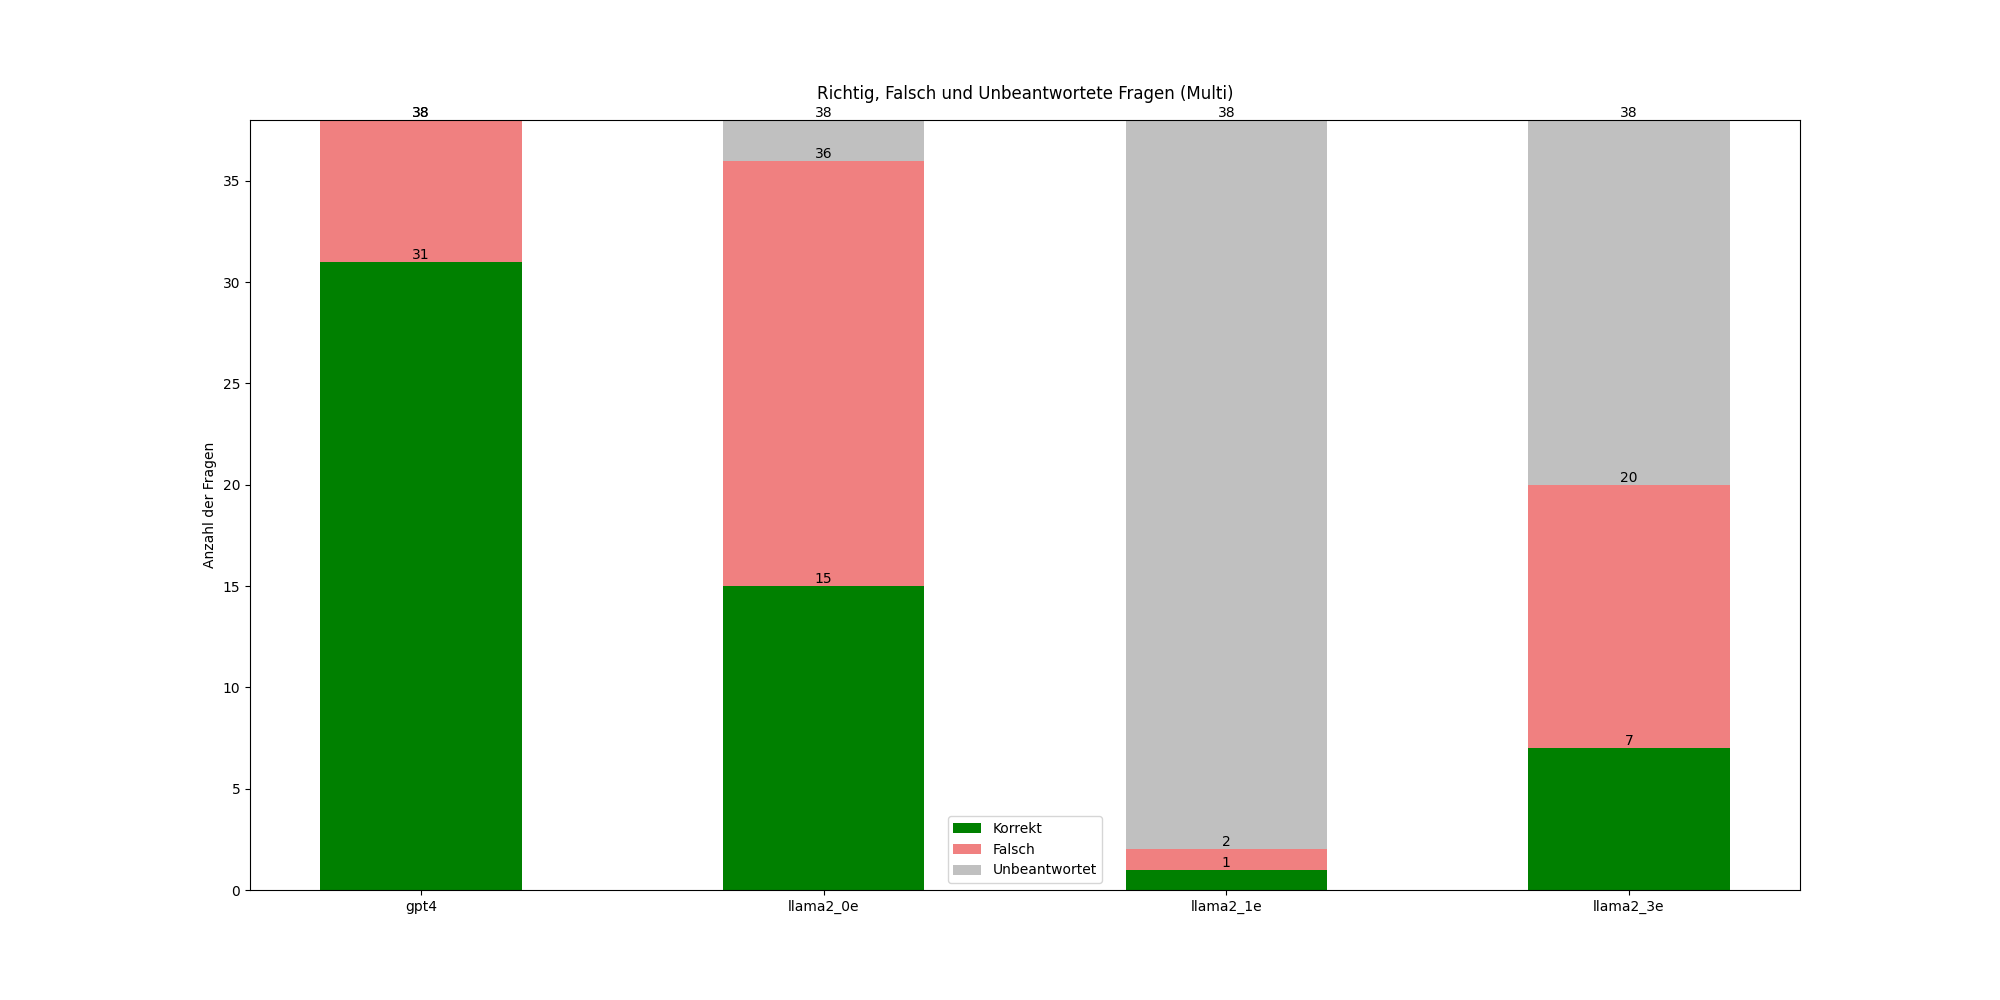 Richtig, Falsch und Unbeantwortete Fragen (Multi)
38
38
38
38
36
35
31
30
25
20
20
15
15
10
7
5
2
1
0
Anzahl der Fragen
Korrekt
Falsch
Unbeantwortet
gpt4
llama2_0e
llama2_1e
llama2_3e